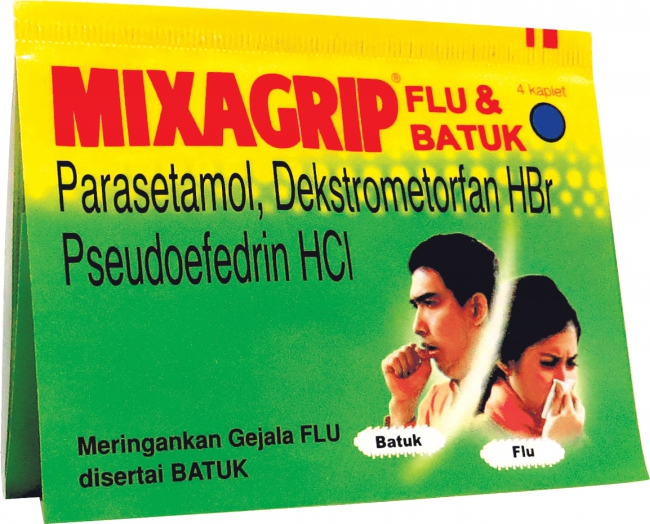 MIXAGRIP® FLU & BATUK
4 kaplet
Parasetamol, Dekstrometorfan HBr
Pseudoefedrin HCl
Meringankan Gejala FLU
disertai BATUK
Batuk
Flu